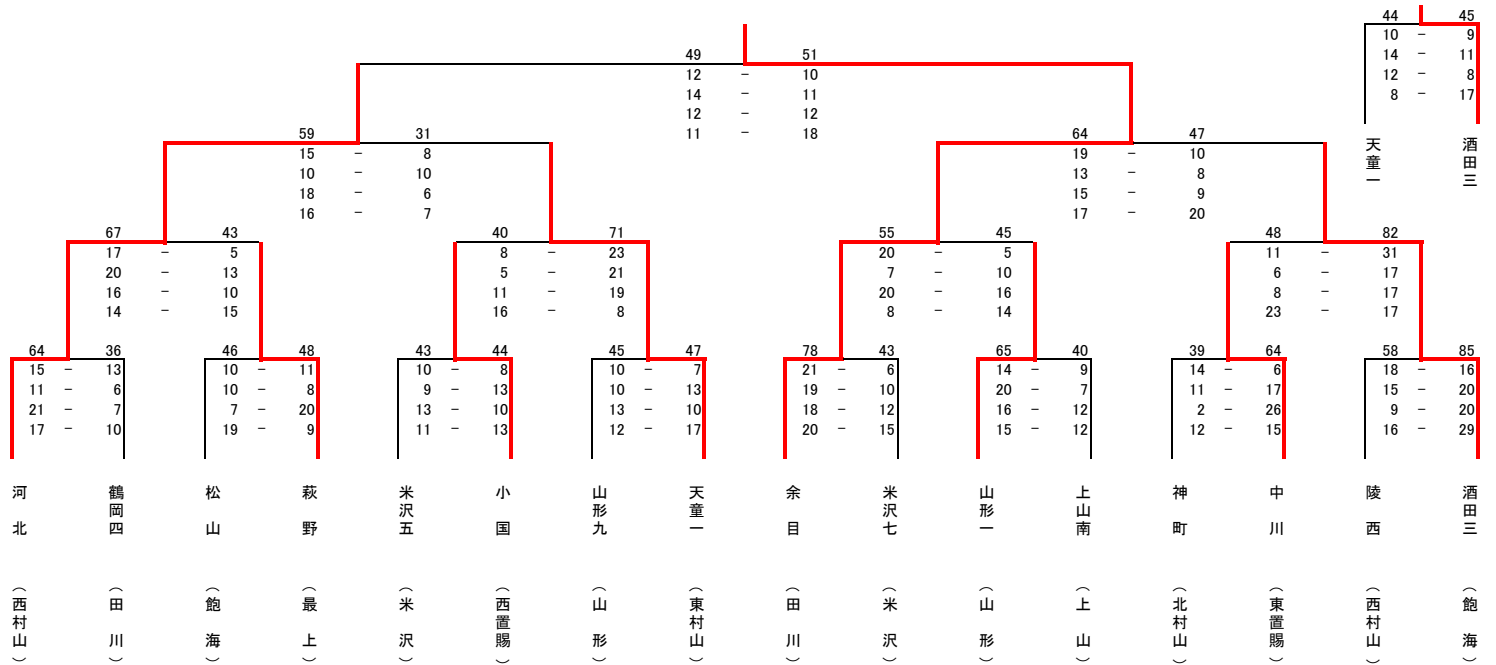 44 45
10 - 9
14 - 11
12 - 8
8 - 17
天童一 酒田三
49 51
12 - 10
14 - 11
12 - 12
11 - 18
59 31 64 47
15 - 8 19 - 10
10 - 10 13 - 8
18 - 6 15 - 9
16 - 7 17 - 20
67 43 40 71 55 45 48 82
17 - 5 8 - 23 20 - 5 11 - 31
20 - 13 5 - 21 7 - 10 6 - 17
16 - 10 11 - 19 20 - 16 8 - 17
14 - 15 16 - 8 8 - 14 23 - 17
64 36 46 48 43 44 45 47 78 43 65 40 39 64 58 85
15 - 13 10 - 11 10 - 8 10 - 7 21 - 6 14 - 9 14 - 6 18 - 16
11 - 6 10 - 8 9 - 13 10 - 13 19 - 10 20 - 7 11 - 17 15 - 20
21 - 7 7 - 20 13 - 10 13 - 10 18 - 12 16 - 12 2 - 26 9 - 20
17 - 10 19 - 9 11 - 13 12 - 17 20 - 15 15 - 12 12 - 15 16 - 29
河北 鶴岡四 松山 萩野 米沢五 小国 山形九 天童一 余目 米沢七 山形一 上山南 神町 中川 陵西 酒田三
（西村山） （田川） （飽海） （最上） （米沢） （西置賜） （山形） （東村山） （田川） （米沢） （山形） （上山） （北村山） （東置賜） （西村山） （飽海）